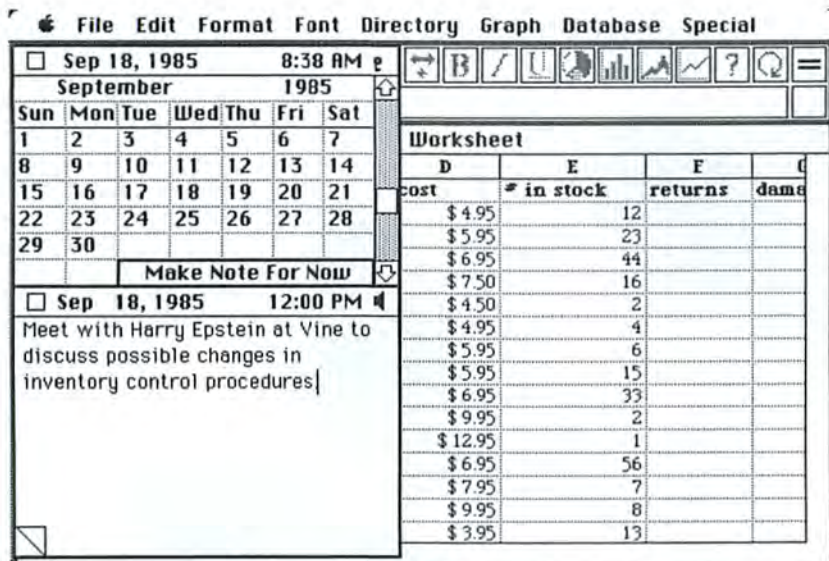 File Edit Format Font Directory Graph Database Special
Sep 18, 1985 8:38 AM
September 1985
Sun Mon Tue Wed Thu Fri Sat
1 2 3 4 5 6 7
8 9 10 11 12 13 14
15 16 17 18 19 20 21
22 23 24 25 26 27 28
29 30
Make Note For Now
Sep 18, 1985 12:00 PM
Meet with Harry Epstein at Vine to
discuss possible changes in
inventory control procedures
B I U ? =
Worksheet
D E F
cost # in stock returns dama
$ 4.95 12
$ 5.95 23
$ 6.95 44
$ 7.50 16
$ 4.50 2
$ 4.95 4
$ 5.95 6
$ 5.95 15
$ 6.95 33
$ 9.95 2
$ 12.95 1
$ 6.95 56
$ 7.95 7
$ 9.95 8
$ 3.95 13